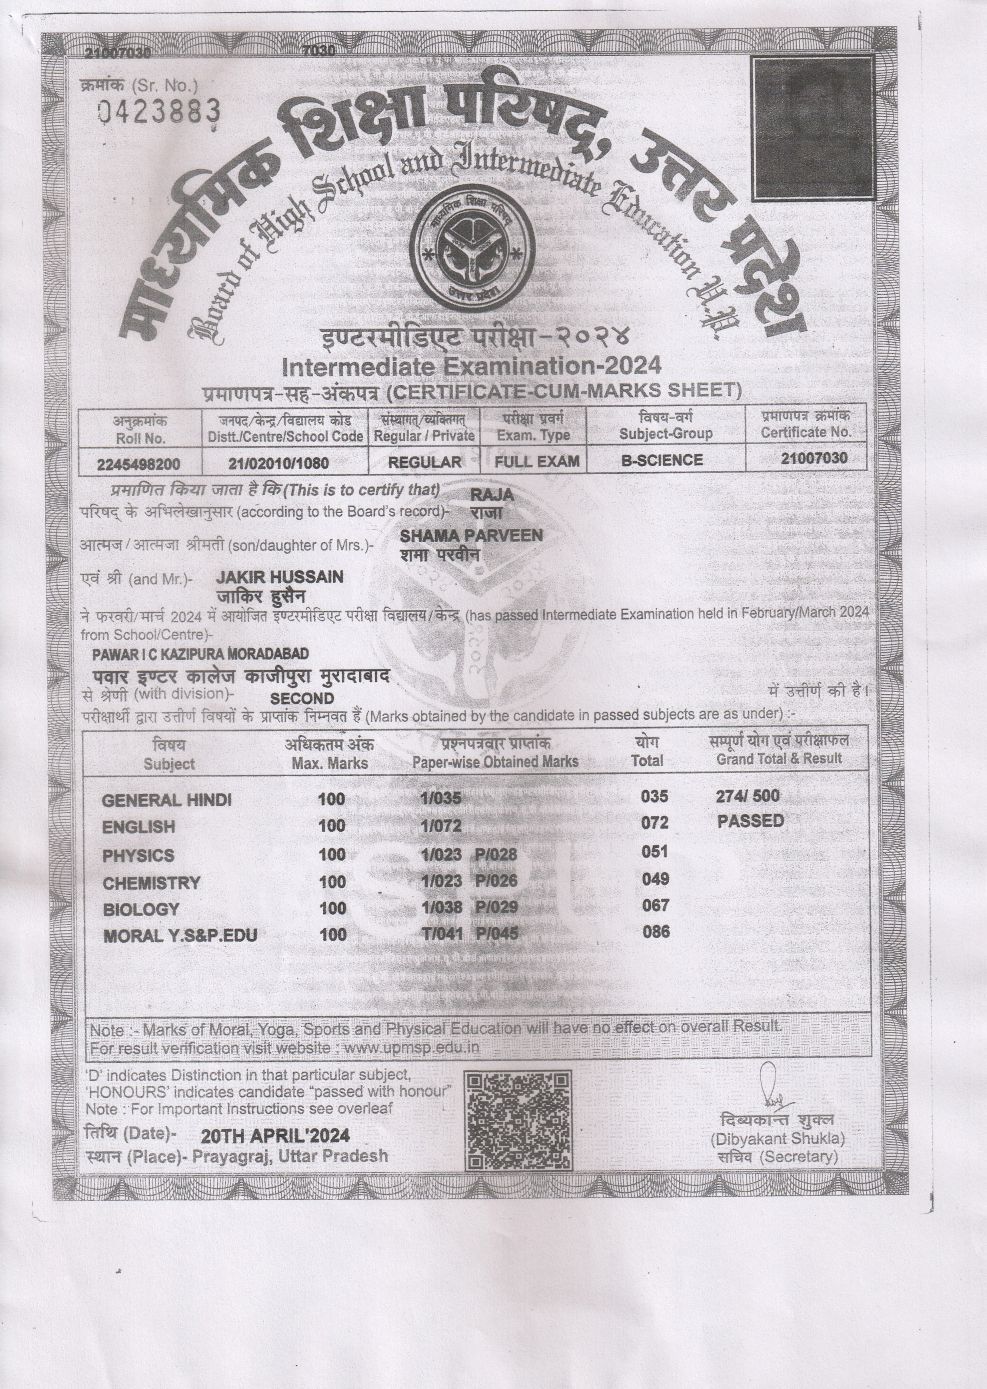 21007030 7030
क्रमांक (Sr. No.)
0423883
माध्यमिक शिक्षा परिषद्, उत्तर प्रदेश
Board of High School and Intermediate Education U.P.
माध्यमिक शिक्षा परिषद्
उत्तर प्रदेश
इण्टरमीडिएट परीक्षा-२०२४
Intermediate Examination-2024
प्रमाणपत्र-सह-अंकपत्र (CERTIFICATE-CUM-MARKS SHEET)
अनुक्रमांक जनपद/केन्द्र/विद्यालय कोड संस्थागत/व्यक्तिगत परीक्षा प्रवर्ग विषय-वर्ग प्रमाणपत्र क्रमांक
Roll No. Distt./Centre/School Code Regular / Private Exam. Type Subject-Group Certificate No.
2245498200 21/02010/1080 REGULAR FULL EXAM B-SCIENCE 21007030
प्रमाणित किया जाता है कि (This is to certify that) RAJA
परिषद् के अभिलेखानुसार (according to the Board's record)- राजा
SHAMA PARVEEN
आत्मज/आत्मजा श्रीमती (son/daughter of Mrs.)- शमा परवीन
एवं श्री (and Mr.)- JAKIR HUSSAIN
जाकिर हुसैन
ने फरवरी/मार्च 2024 में आयोजित इण्टरमीडिएट परीक्षा विद्यालय/केन्द्र (has passed Intermediate Examination held in February/March 2024
from School/Centre)-
PAWAR I C KAZIPURA MORADABAD
पवार इण्टर कालेज काजीपुरा मुरादाबाद
से श्रेणी (with division)- SECOND में उत्तीर्ण की है।
परीक्षार्थी द्वारा उत्तीर्ण विषयों के प्राप्तांक निम्नवत हैं (Marks obtained by the candidate in passed subjects are as under) :-
विषय अधिकतम अंक प्रश्नपत्रवार प्राप्तांक योग सम्पूर्ण योग एवं परीक्षाफल
Subject Max. Marks Paper-wise Obtained Marks Total Grand Total & Result
GENERAL HINDI 100 1/035 035 274/ 500
ENGLISH 100 1/072 072 PASSED
PHYSICS 100 1/023 P/028 051
CHEMISTRY 100 1/023 P/026 049
BIOLOGY 100 1/038 P/029 067
MORAL Y.S&P.EDU 100 T/041 P/045 086
Note :- Marks of Moral, Yoga, Sports and Physical Education will have no effect on overall Result.
For result verification visit website : www.upmsp.edu.in
'D' indicates Distinction in that particular subject,
'HONOURS' indicates candidate "passed with honour"
Note : For Important Instructions see overleaf
तिथि (Date)- 20TH APRIL'2024
स्थान (Place)- Prayagraj, Uttar Pradesh
दिब्यकान्त शुक्ल
(Dibyakant Shukla)
सचिव (Secretary)